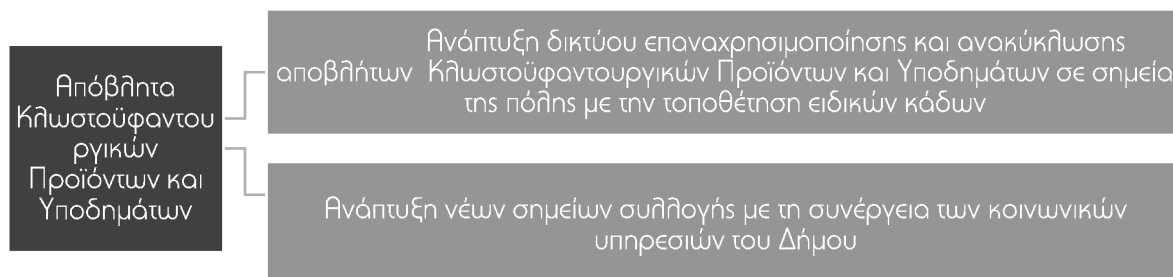 Απόβλητα
Κλωστοϋφαντου
ργικών
Προϊόντων και
Υποδημάτων
Ανάπτυξη δικτύου επαναχρησιμοποίησης και ανακύκλωσης
αποβλήτων Κλωστοϋφαντουργικών Προϊόντων και Υποδημάτων σε σημεία
της πόλης με την τοποθέτηση ειδικών κάδων
Ανάπτυξη νέων σημείων συλλογής με τη συνέργεια των κοινωνικών
υπηρεσιών του Δήμου